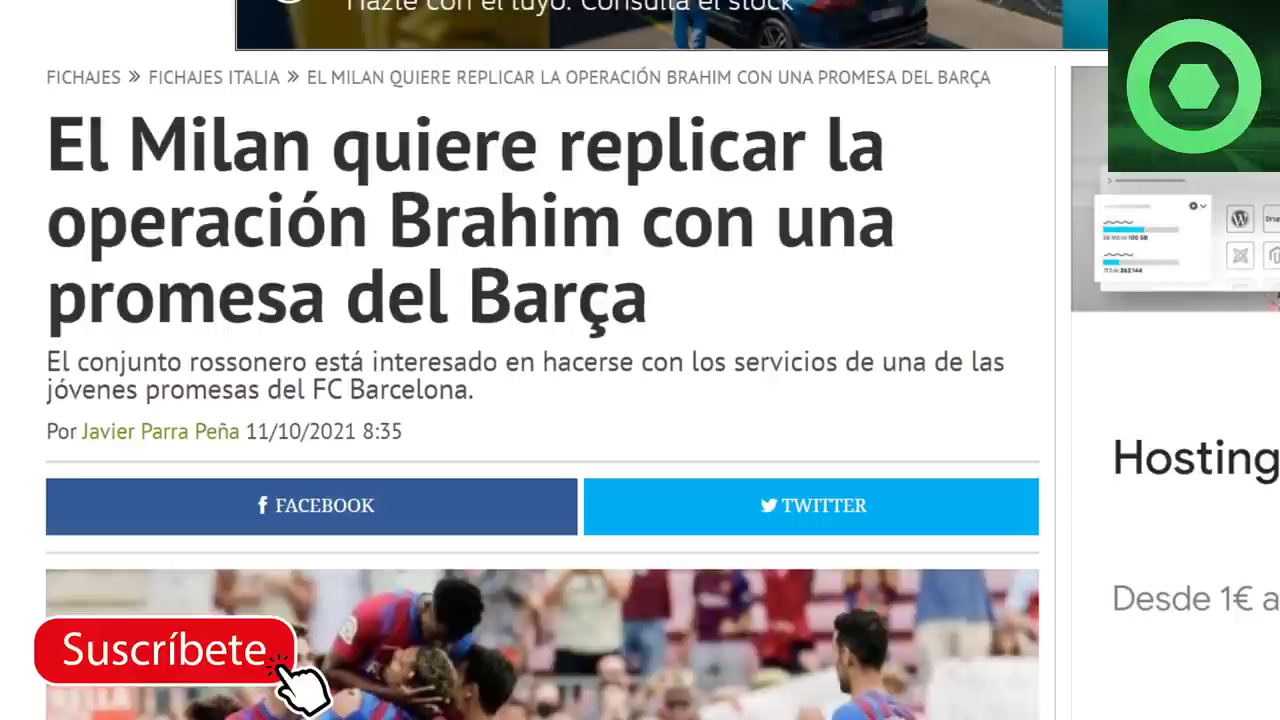 Hazte con el tuyo. Consulta el stock
FICHAJES » FICHAJES ITALIA » EL MILAN QUIERE REPLICAR LA OPERACIÓN BRAHIM CON UNA PROMESA DEL BARÇA
El Milan quiere replicar la
operación Brahim con una
promesa del Barça
El conjunto rossonero está interesado en hacerse con los servicios de una de las
jóvenes promesas del FC Barcelona.
Por Javier Parra Peña 11/10/2021 8:35
FACEBOOK
TWITTER
Suscríbete
Hosting
Desde 1€ a